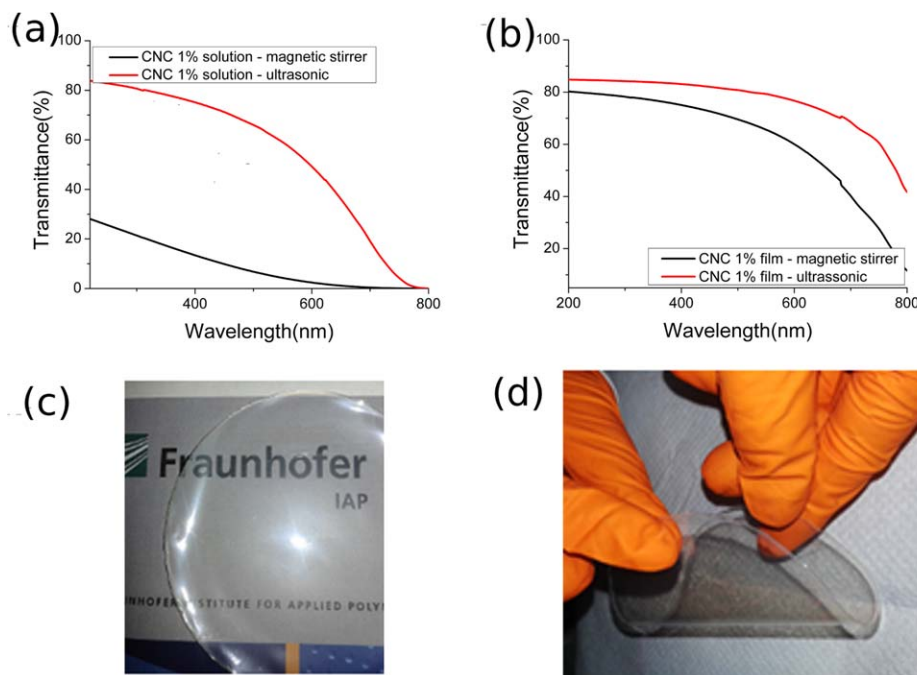 (a)
100
80
60
40
20
0
Transmittance(%)
CNC 1% solution - magnetic stirrer
CNC 1% solution - ultrasonic
400
600
800
Wavelength(nm)
(b)
100
80
60
40
20
Transmittance(%)
CNC 1% film - magnetic stirrer
CNC 1% film - ultrassonic
200
400
600
800
Wavelength(nm)
(c)
Fraunhofer
IAP
INSTITUTE FOR APPLIED
(d)